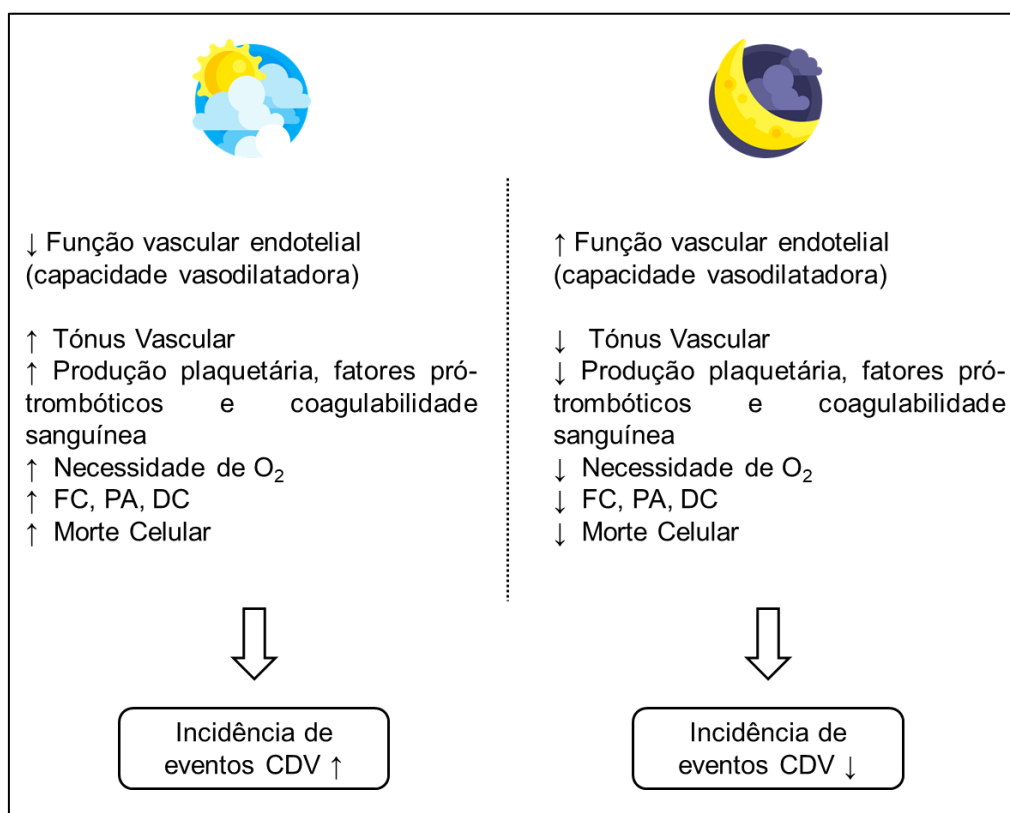 ↓ Função vascular endotelial
(capacidade vasodilatadora)
↑ Tónus Vascular
↑ Produção plaquetária, fatores pró-
trombóticos e coagulabilidade
sanguínea
↑ Necessidade de O₂
↑ FC, PA, DC
↑ Morte Celular
Incidência de
eventos CDV ↑
↑ Função vascular endotelial
(capacidade vasodilatadora)
↓ Tónus Vascular
↓ Produção plaquetária, fatores pró-
trombóticos e coagulabilidade
sanguínea
↓ Necessidade de O₂
↓ FC, PA, DC
↓ Morte Celular
Incidência de
eventos CDV ↓